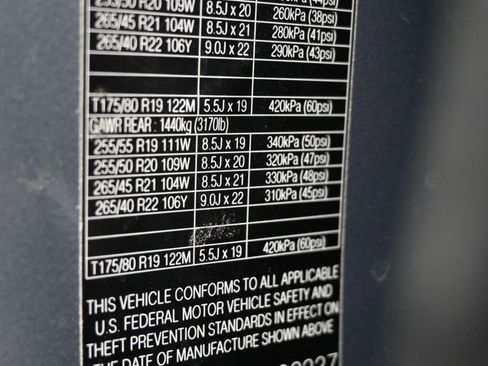 255/50 R20 109W 8.5J x 20 260kPa (38psi)
265/45 R21 104W 8.5J x 21 280kPa (41psi)
265/40 R22 106Y 9.0J x 22 290kPa (43psi)
T175/80 R19 122M 5.5J x 19 420kPa (60psi)
GAWR REAR : 1440kg (3170lb)
255/55 R19 111W 8.5J x 19 340kPa (50psi)
255/50 R20 109W 8.5J x 20 320kPa (47psi)
265/45 R21 104W 8.5J x 21 330kPa (48psi)
265/40 R22 106Y 9.0J x 22 310kPa (45psi)
T175/80 R19 122M 5.5J x 19 420kPa (60psi)
THIS VEHICLE CONFORMS TO ALL APPLICABLE
U.S. FEDERAL MOTOR VEHICLE SAFETY AND
THEFT PREVENTION STANDARDS IN EFFECT ON
THE DATE OF MANUFACTURE SHOWN ABOVE